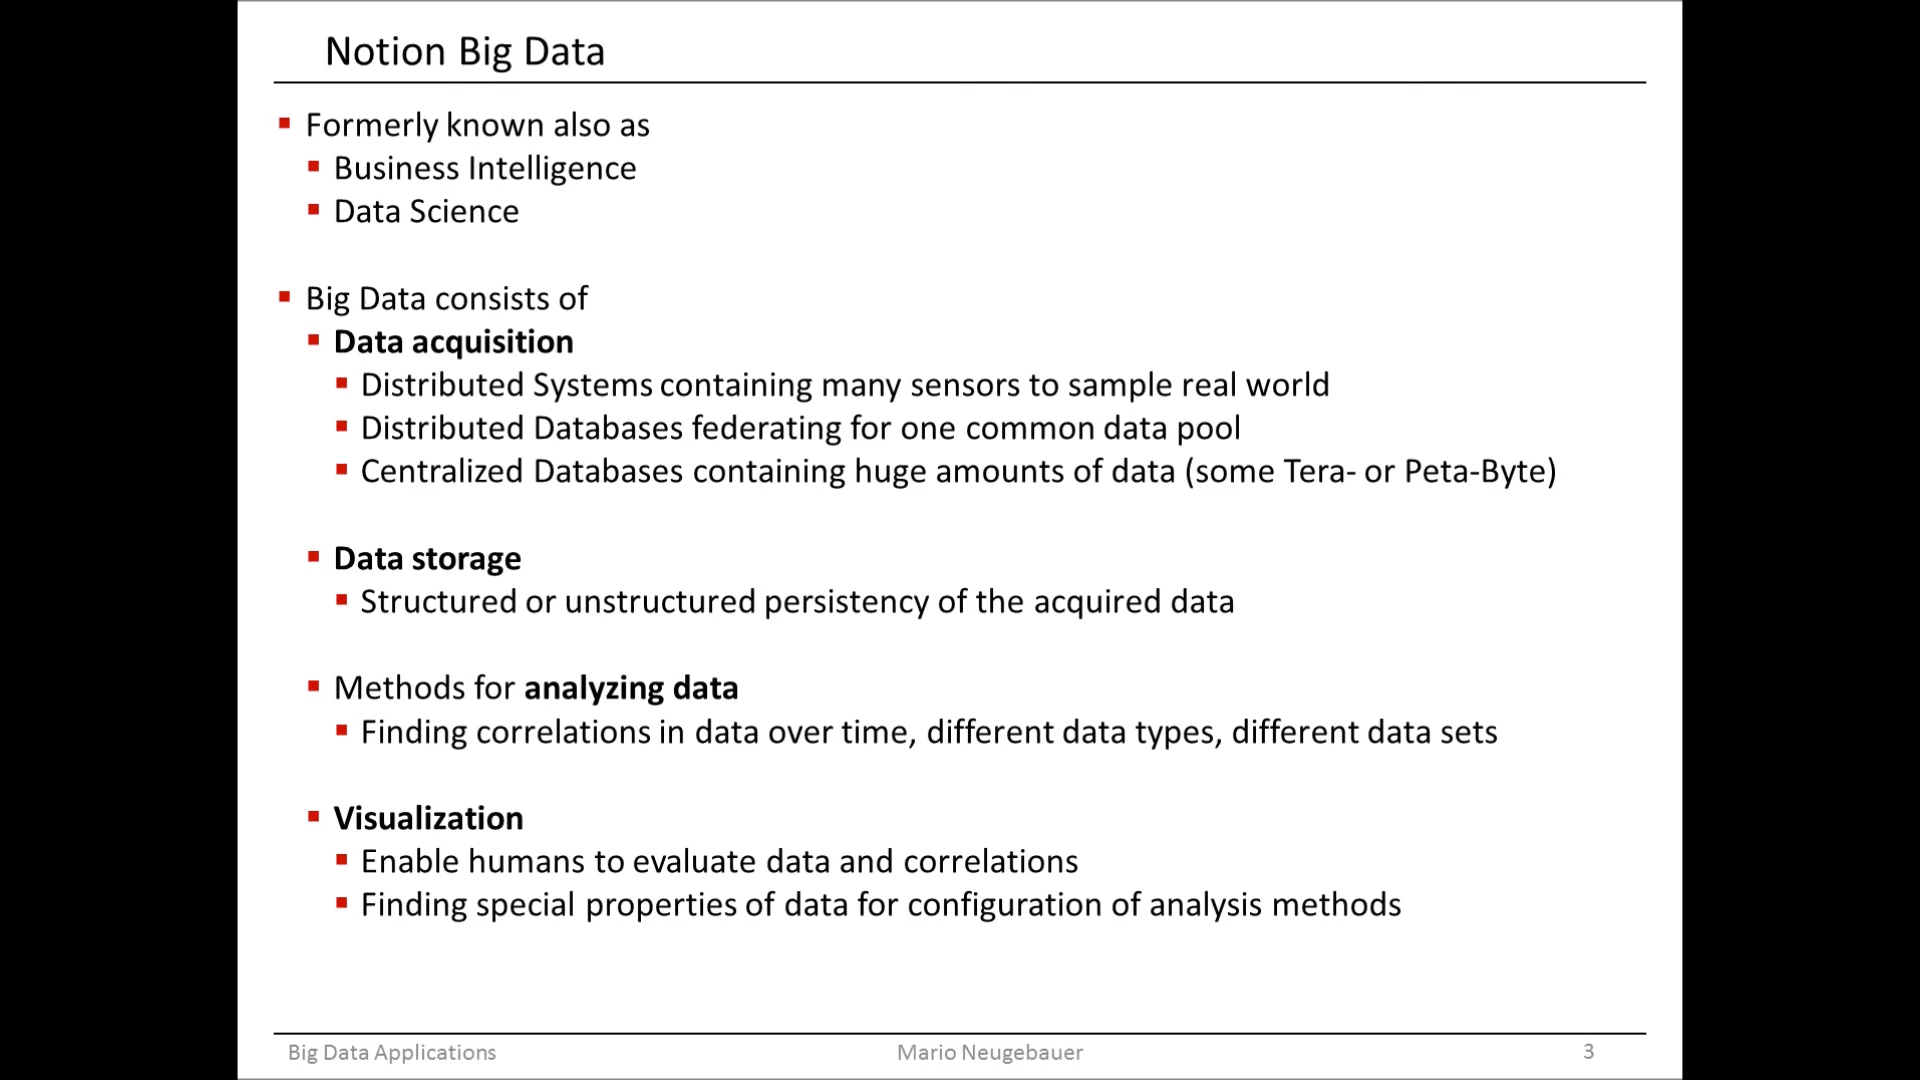 Notion Big Data
Formerly known also as
Business Intelligence
Data Science
Big Data consists of
Data acquisition
Distributed Systems containing many sensors to sample real world
Distributed Databases federating for one common data pool
Centralized Databases containing huge amounts of data (some Tera- or Peta-Byte)
Data storage
Structured or unstructured persistency of the acquired data
Methods for analyzing data
Finding correlations in data over time, different data types, different data sets
Visualization
Enable humans to evaluate data and correlations
Finding special properties of data for configuration of analysis methods
Big Data Applications
Mario Neugebauer
3